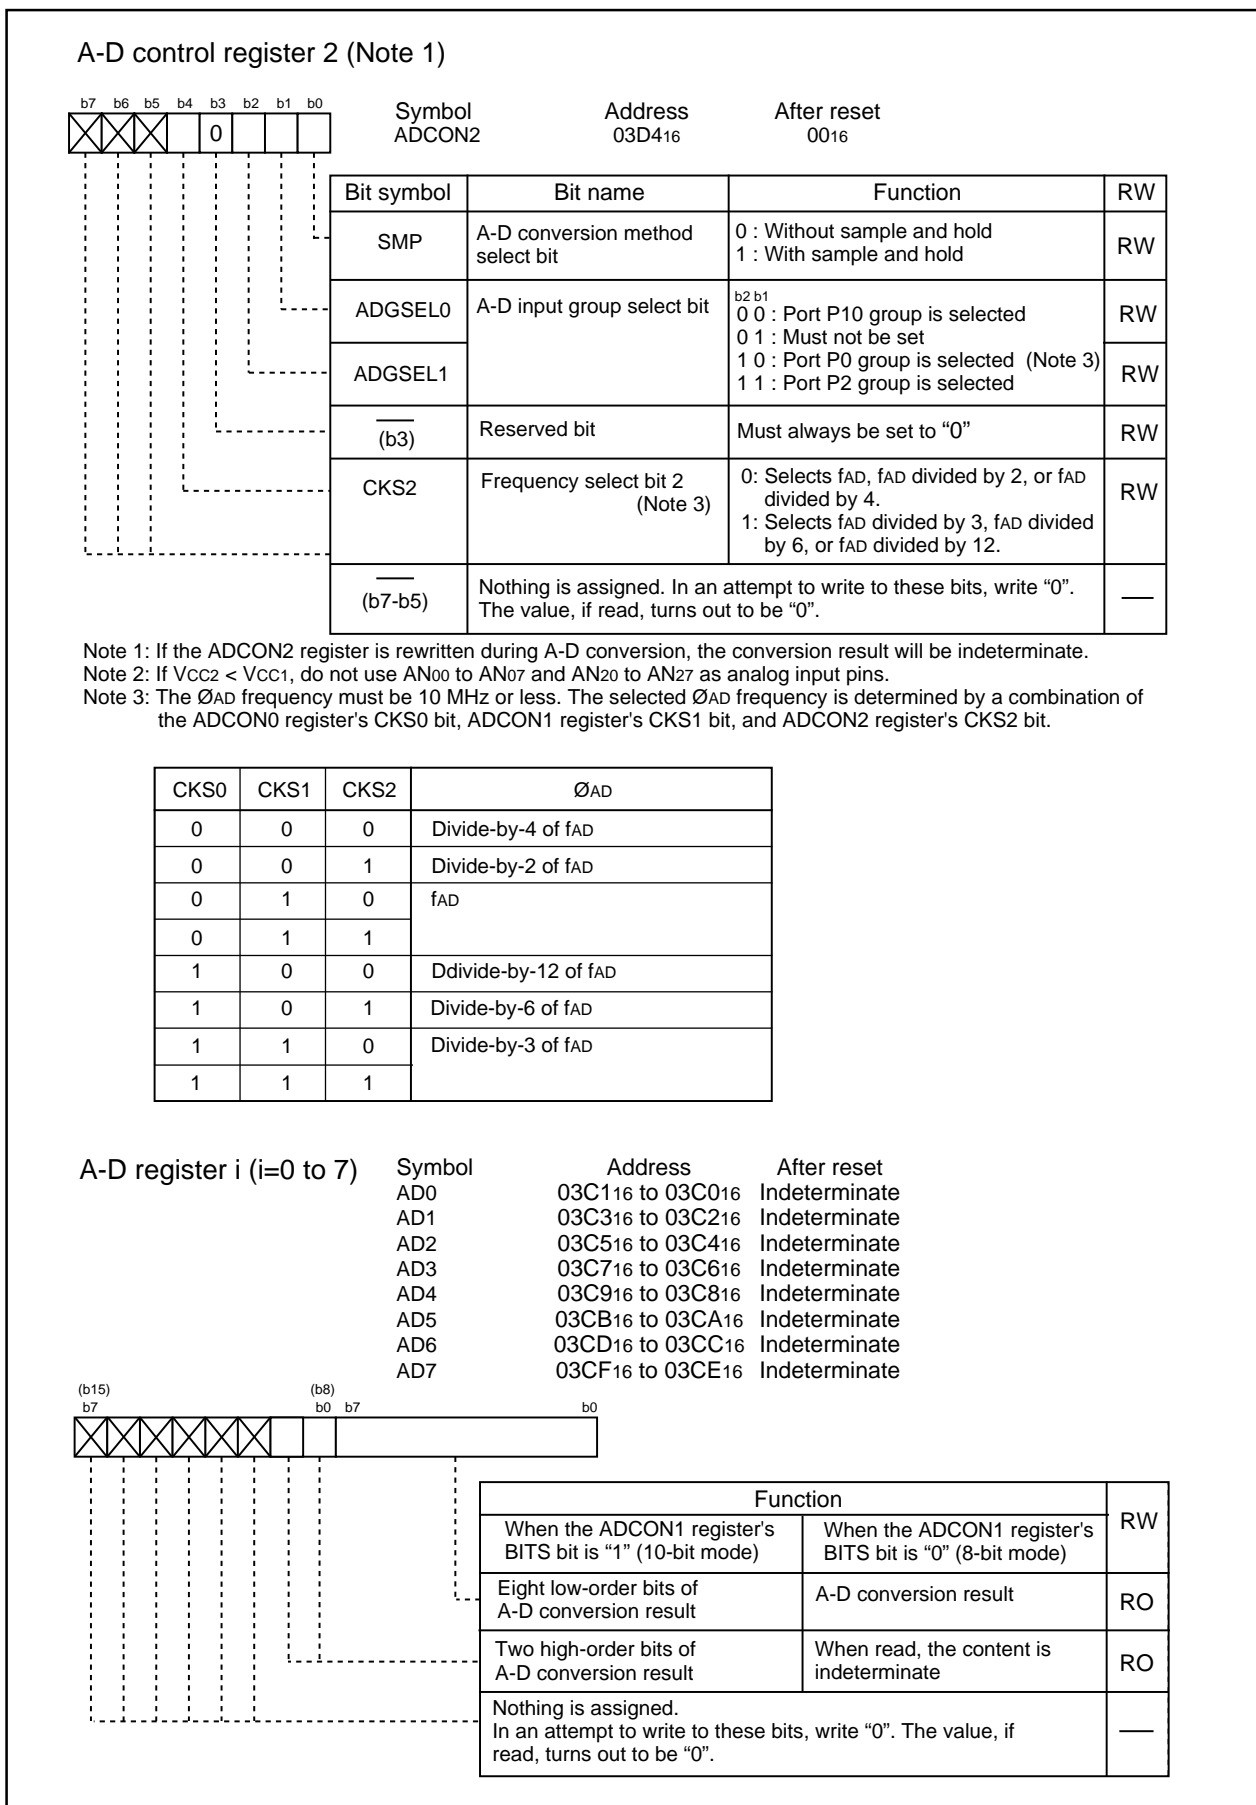 A-D control register 2 (Note 1)
b7 b6 b5 b4 b3 b2 b1 b0
0
Symbol Address After reset
ADCON2 03D416 0016
Bit symbol Bit name Function RW
SMP A-D conversion method select bit 0 : Without sample and hold RW
1 : With sample and hold
ADGSEL0 A-D input group select bit b2 b1 RW
0 0 : Port P10 group is selected
0 1 : Must not be set
ADGSEL1 1 0 : Port P0 group is selected (Note 3) RW
1 1 : Port P2 group is selected
(b3) Reserved bit Must always be set to “0” RW
CKS2 Frequency select bit 2 (Note 3) 0: Selects fAD, fAD divided by 2, or fAD RW
divided by 4.
1: Selects fAD divided by 3, fAD divided
by 6, or fAD divided by 12.
(b7-b5) Nothing is assigned. In an attempt to write to these bits, write “0”.
The value, if read, turns out to be “0”.
Note 1: If the ADCON2 register is rewritten during A-D conversion, the conversion result will be indeterminate.
Note 2: If VCC2 < VCC1, do not use AN00 to AN07 and AN20 to AN27 as analog input pins.
Note 3: The ØAD frequency must be 10 MHz or less. The selected ØAD frequency is determined by a combination of
the ADCON0 register's CKS0 bit, ADCON1 register's CKS1 bit, and ADCON2 register's CKS2 bit.
CKS0 CKS1 CKS2 ØAD
0 0 0 Divide-by-4 of fAD
0 0 1 Divide-by-2 of fAD
0 1 0 fAD
0 1 1
1 0 0 Ddivide-by-12 of fAD
1 0 1 Divide-by-6 of fAD
1 1 0 Divide-by-3 of fAD
1 1 1
A-D register i (i=0 to 7)
Symbol Address After reset
AD0 03C116 to 03C016 Indeterminate
AD1 03C316 to 03C216 Indeterminate
AD2 03C516 to 03C416 Indeterminate
AD3 03C716 to 03C616 Indeterminate
AD4 03C916 to 03C816 Indeterminate
AD5 03CB16 to 03CA16 Indeterminate
AD6 03CD16 to 03CC16 Indeterminate
AD7 03CF16 to 03CE16 Indeterminate
(b15) (b8)
b7 b0 b7 b0
Function RW
When the ADCON1 register's
BITS bit is “1” (10-bit mode)
When the ADCON1 register's
BITS bit is “0” (8-bit mode)
Eight low-order bits of
A-D conversion result
A-D conversion result
RO
Two high-order bits of
A-D conversion result
When read, the content is
indeterminate
RO
Nothing is assigned.
In an attempt to write to these bits, write “0”. The value, if
read, turns out to be “0”.